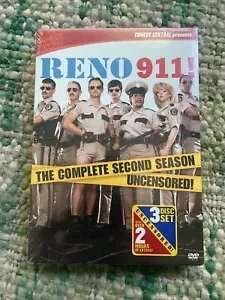 COMEDY CENTRAL presents
RENO 911!
THE COMPLETE SECOND SEASON
UNCENSORED!
3 DISC
SET
2
HOURS
DVD